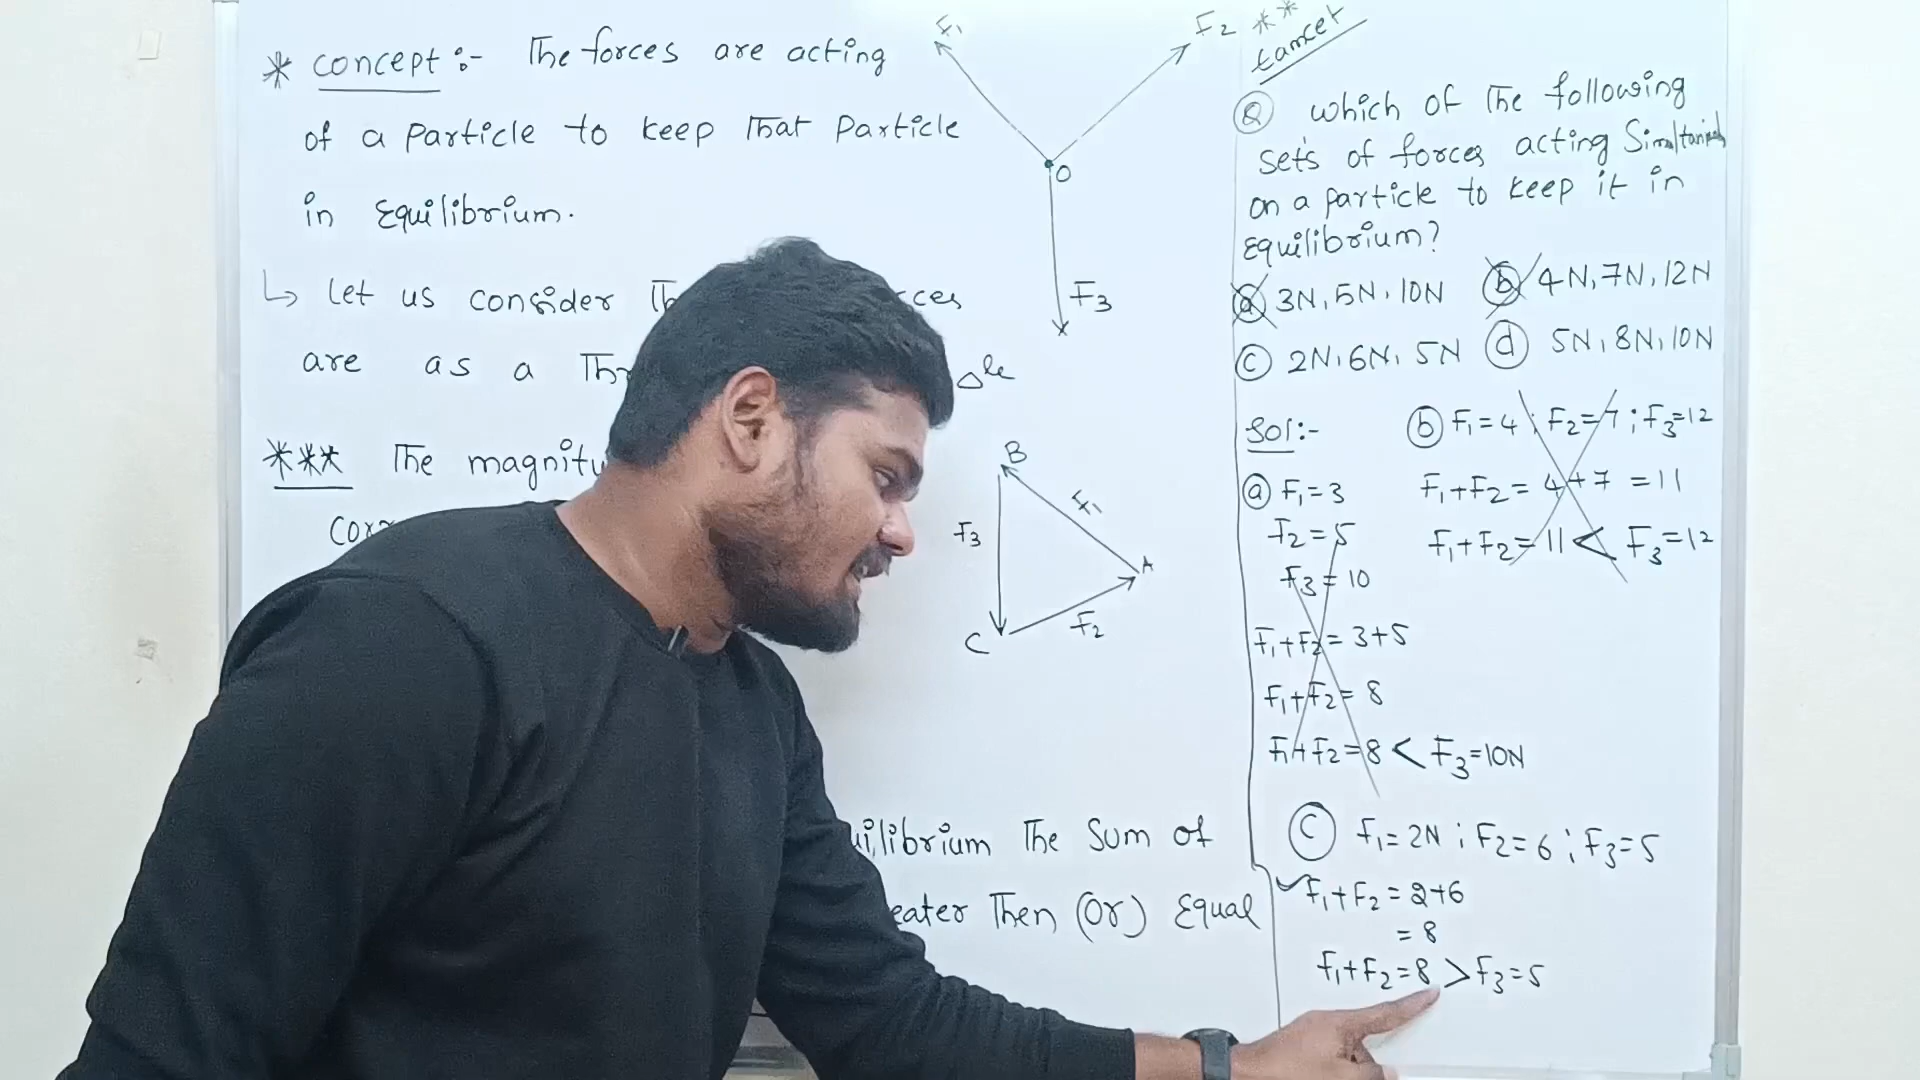 * concept :- The forces are acting
of a particle to keep that particle
in Equilibrium.
↳ Let us consider
are as a
*** The magnitu
F1
F2
O
F3
B
F1
F3
A
F2
C
uilibrium The Sum of
eater Then (Or) Equal
** Eamcet
Q which of the following
sets of forces acting
on a particle to keep it in
Equilibrium?
a 3N, 5N, 10N b 4N, 7N, 12N
c 2N, 6N, 5N d 5N, 8N, 10N
Sol:-
a F1 = 3
F2 = 5
F3 = 10
F1+F2 = 3+5
F1+F2 = 8
F1+F2 = 8 < F3 = 10N
b F1 = 4 ; F2 = 7 ; F3 = 12
F1+F2 = 4+7 = 11
F1+F2 = 11 < F3 = 12
C F1 = 2N ; F2 = 6 ; F3 = 5
✓ F1+F2 = 2+6
= 8
F1+F2 = 8 > F3 = 5